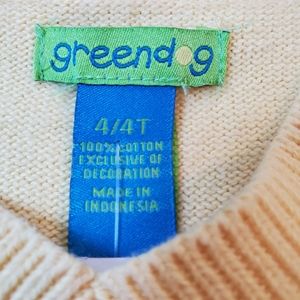 greendog
4/4T
100% COTTON
EXCLUSIVE OF
DECORATION
MADE IN
INDONESIA